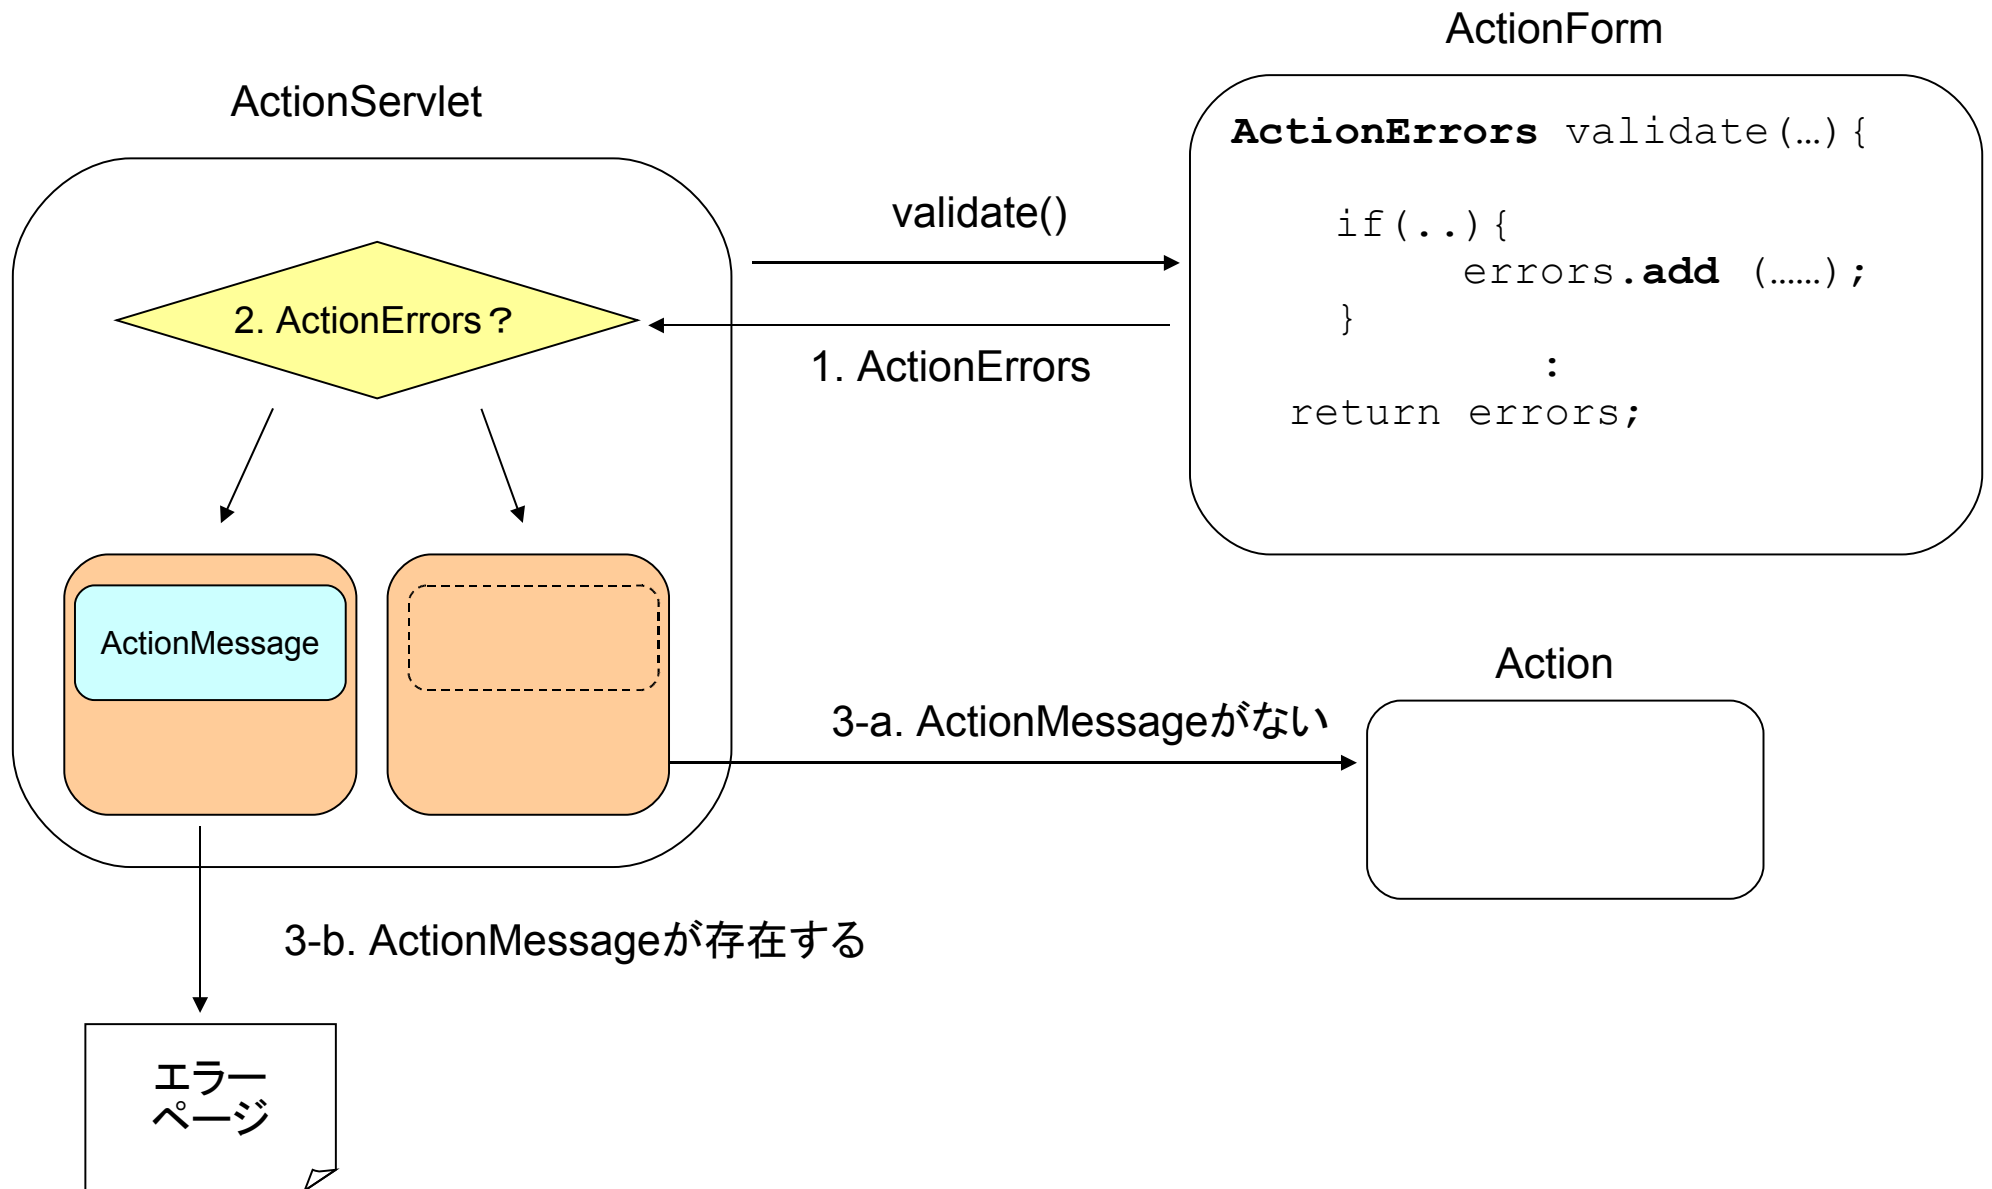 ActionForm
ActionServlet
ActionErrors validate(…){
if(..){
errors.add (……);
}
:
return errors;
validate()
2. ActionErrors？
1. ActionErrors
ActionMessage
Action
3-a. ActionMessageがない
3-b. ActionMessageが存在する
エラー
ページ